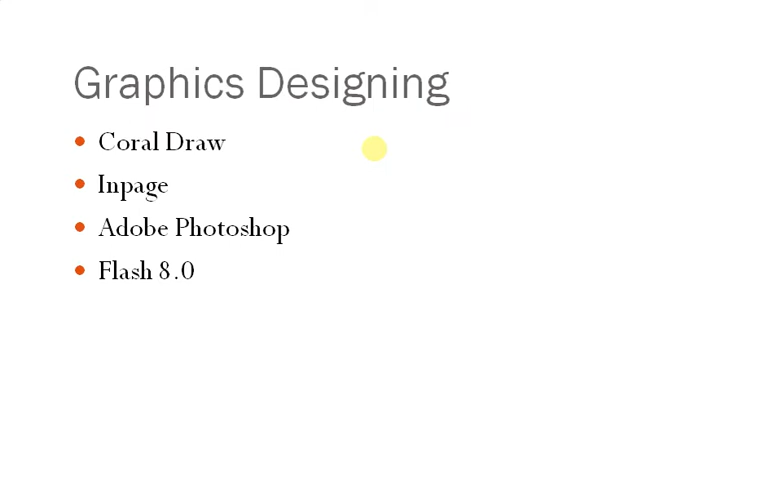 Graphics Designing
Coral Draw
Inpage
Adobe Photoshop
Flash 8.0